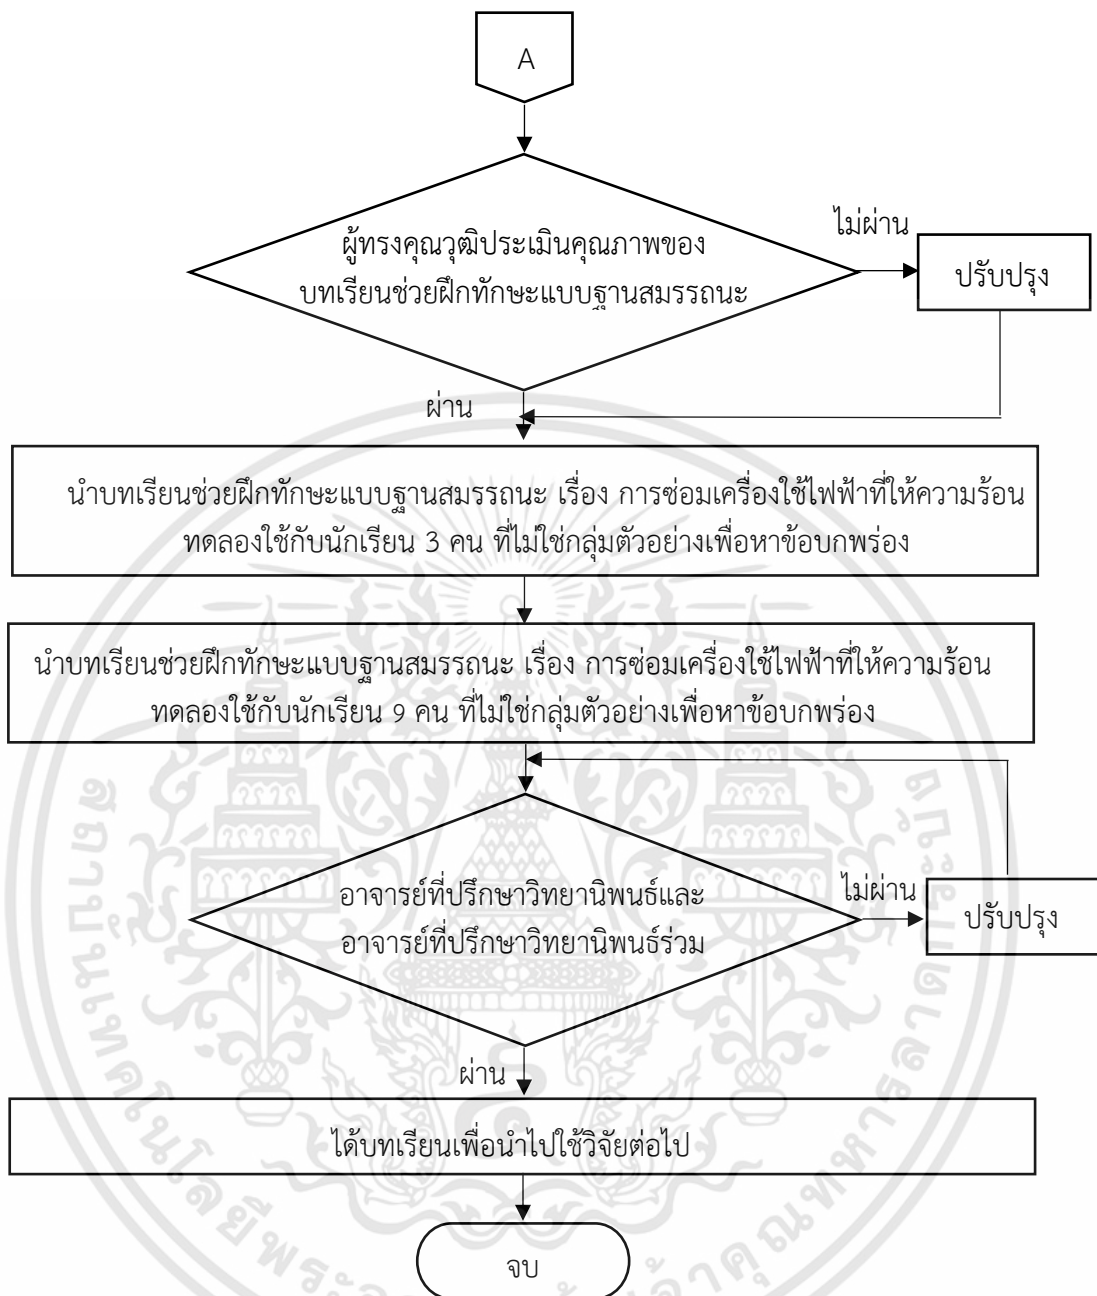 A
ผู้ทรงคุณวุฒิประเมินคุณภาพของ
บทเรียนช่วยฝึกทักษะแบบฐานสมรรถนะ
ไม่ผ่าน
ปรับปรุง
ผ่าน
นำบทเรียนช่วยฝึกทักษะแบบฐานสมรรถนะ เรื่อง การซ่อมเครื่องใช้ไฟฟ้าที่ให้ความร้อน
ทดลองใช้กับนักเรียน 3 คน ที่ไม่ใช่กลุ่มตัวอย่างเพื่อหาข้อบกพร่อง
นำบทเรียนช่วยฝึกทักษะแบบฐานสมรรถนะ เรื่อง การซ่อมเครื่องใช้ไฟฟ้าที่ให้ความร้อน
ทดลองใช้กับนักเรียน 9 คน ที่ไม่ใช่กลุ่มตัวอย่างเพื่อหาข้อบกพร่อง
อาจารย์ที่ปรึกษาวิทยานิพนธ์และ
อาจารย์ที่ปรึกษาวิทยานิพนธ์ร่วม
ไม่ผ่าน
ปรับปรุง
ผ่าน
ได้บทเรียนเพื่อนำไปใช้วิจัยต่อไป
จบ